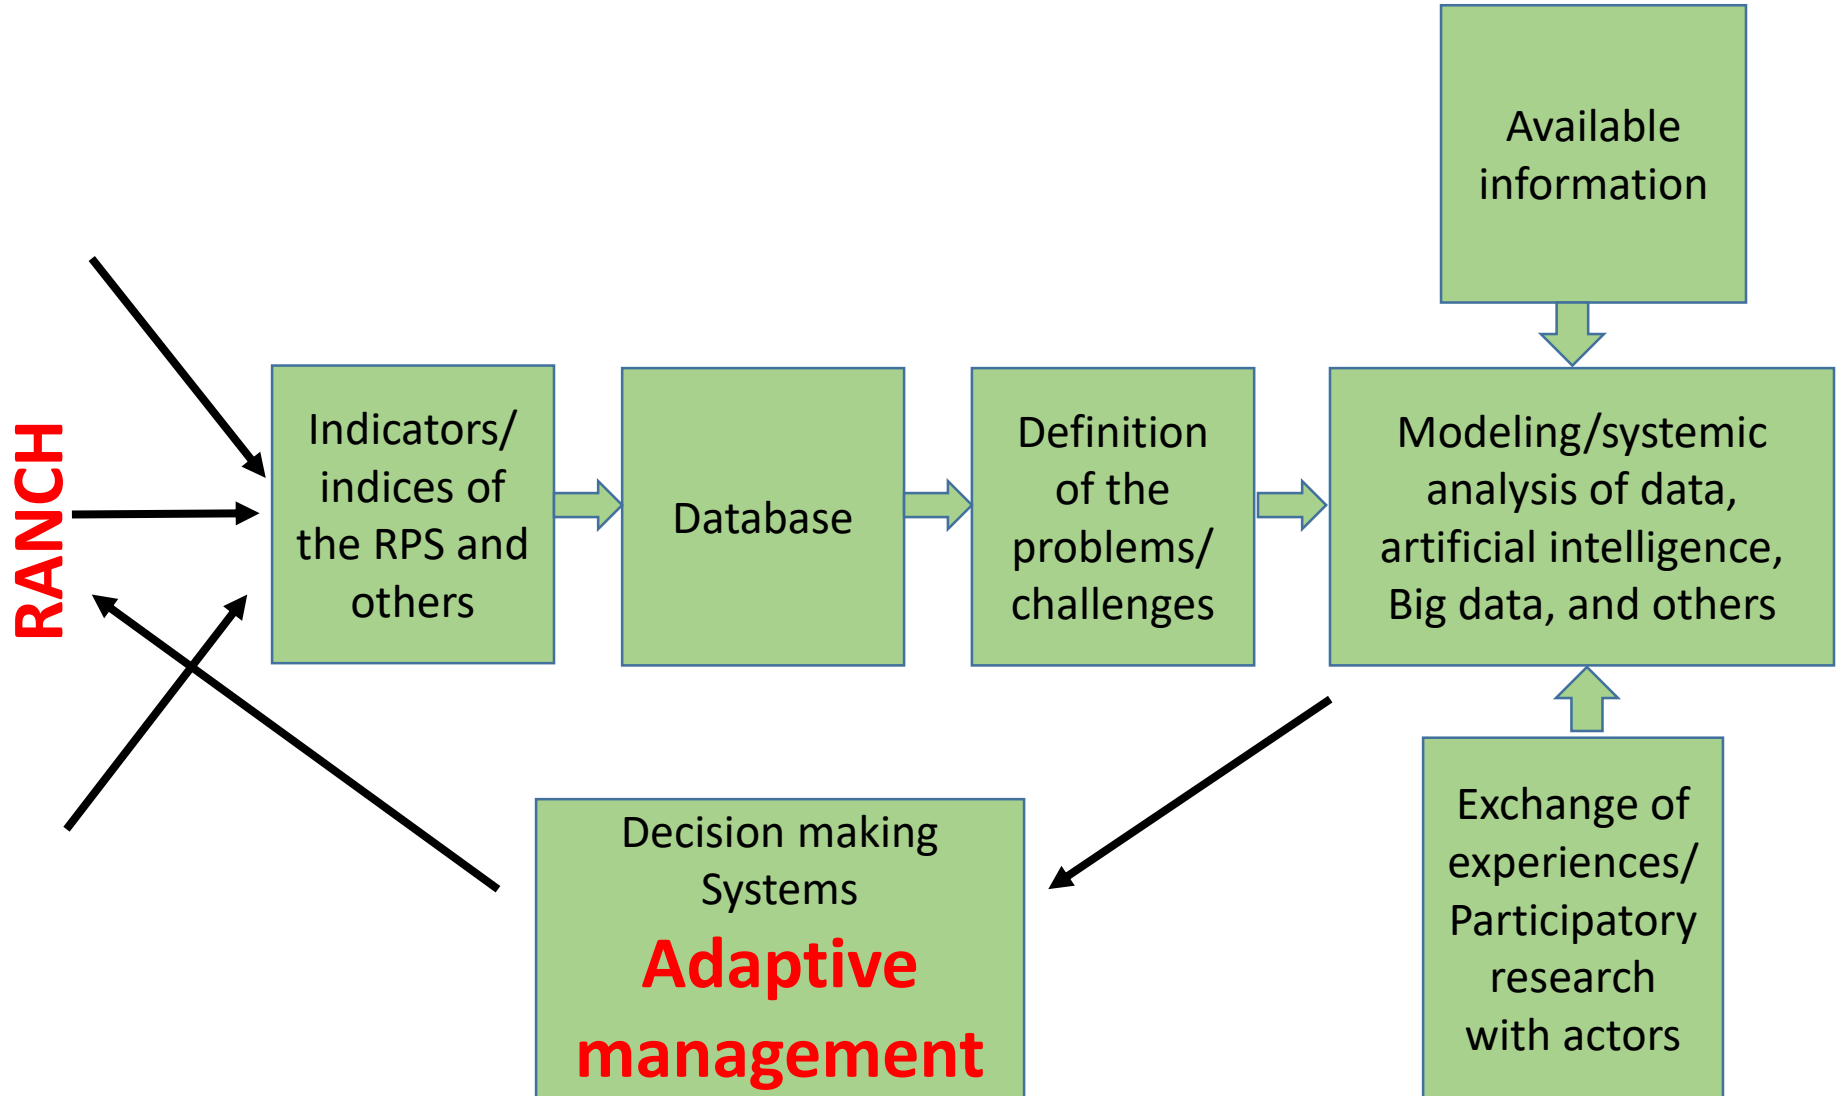 Available
information
RANCH
Indicators/
indices of
the RPS and
others
Database
Definition
of the
problems/
challenges
Modeling/systemic
analysis of data,
artificial intelligence,
Big data, and others
Decision making
Systems
Adaptive
management
Exchange of
experiences/
Participatory
research
with actors